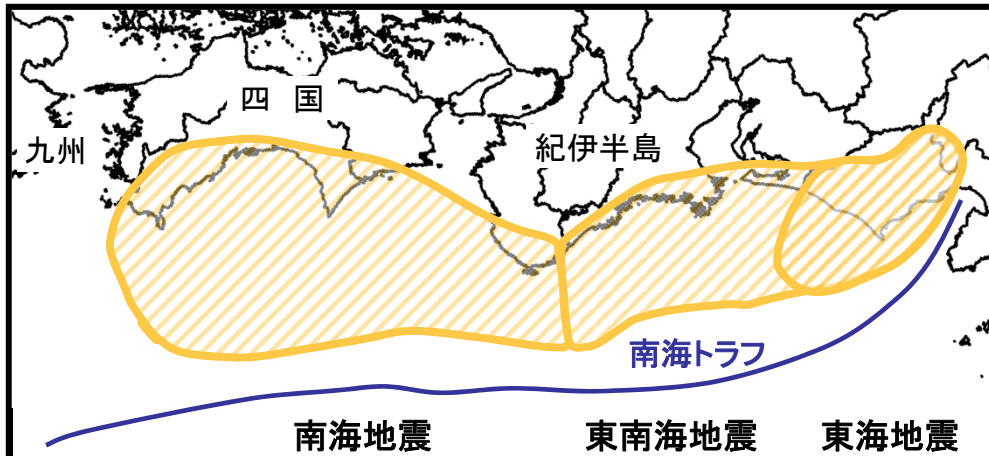 四　国
九州
紀伊半島
南海トラフ
南海地震
東南海地震
東海地震